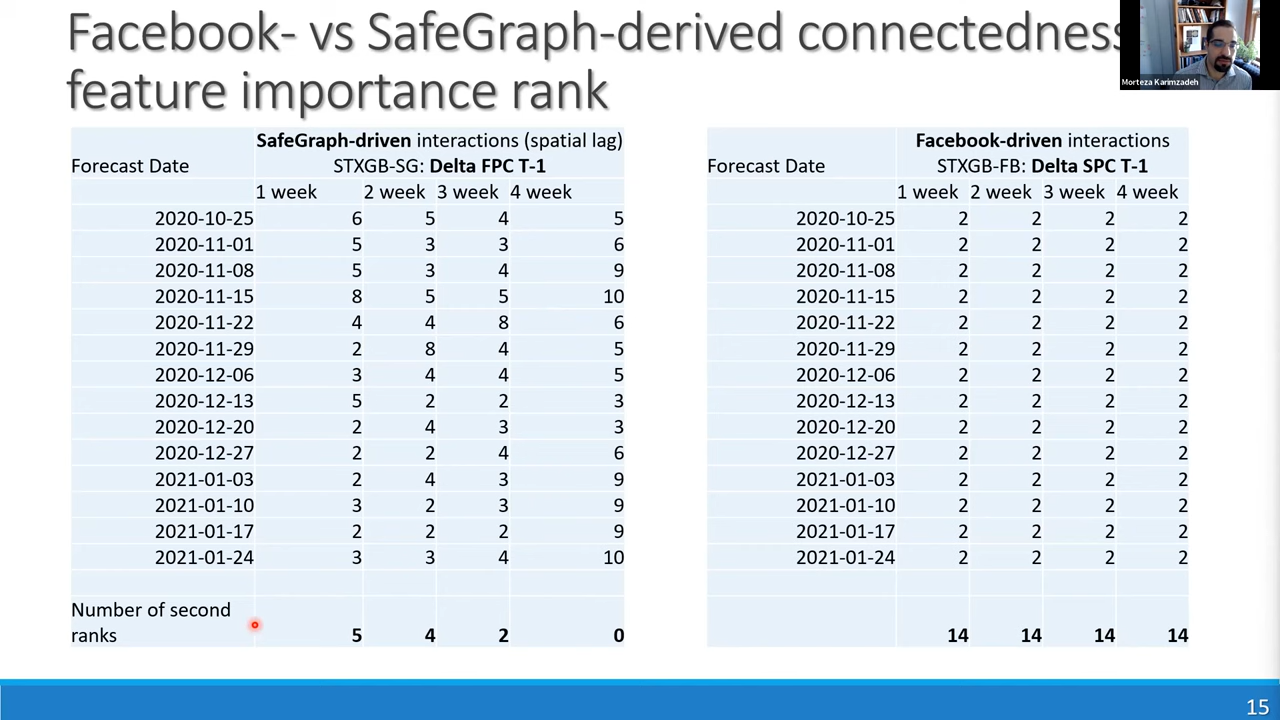 Facebook- vs SafeGraph-derived connectedness
feature importance rank
Morteza Karimzadeh
SafeGraph-driven interactions (spatial lag)
Forecast Date STXGB-SG: Delta FPC T-1
1 week 2 week 3 week 4 week
2020-10-25 6 5 4 5
2020-11-01 5 3 3 6
2020-11-08 5 3 4 9
2020-11-15 8 5 5 10
2020-11-22 4 4 8 6
2020-11-29 2 8 4 5
2020-12-06 3 4 4 5
2020-12-13 5 2 2 3
2020-12-20 2 4 3 3
2020-12-27 2 2 4 6
2021-01-03 2 4 3 9
2021-01-10 3 2 3 9
2021-01-17 2 2 2 9
2021-01-24 3 3 4 10
Number of second
ranks 5 4 2 0
Facebook-driven interactions
Forecast Date STXGB-FB: Delta SPC T-1
1 week 2 week 3 week 4 week
2020-10-25 2 2 2 2
2020-11-01 2 2 2 2
2020-11-08 2 2 2 2
2020-11-15 2 2 2 2
2020-11-22 2 2 2 2
2020-11-29 2 2 2 2
2020-12-06 2 2 2 2
2020-12-13 2 2 2 2
2020-12-20 2 2 2 2
2020-12-27 2 2 2 2
2021-01-03 2 2 2 2
2021-01-10 2 2 2 2
2021-01-17 2 2 2 2
2021-01-24 2 2 2 2
14 14 14 14
15